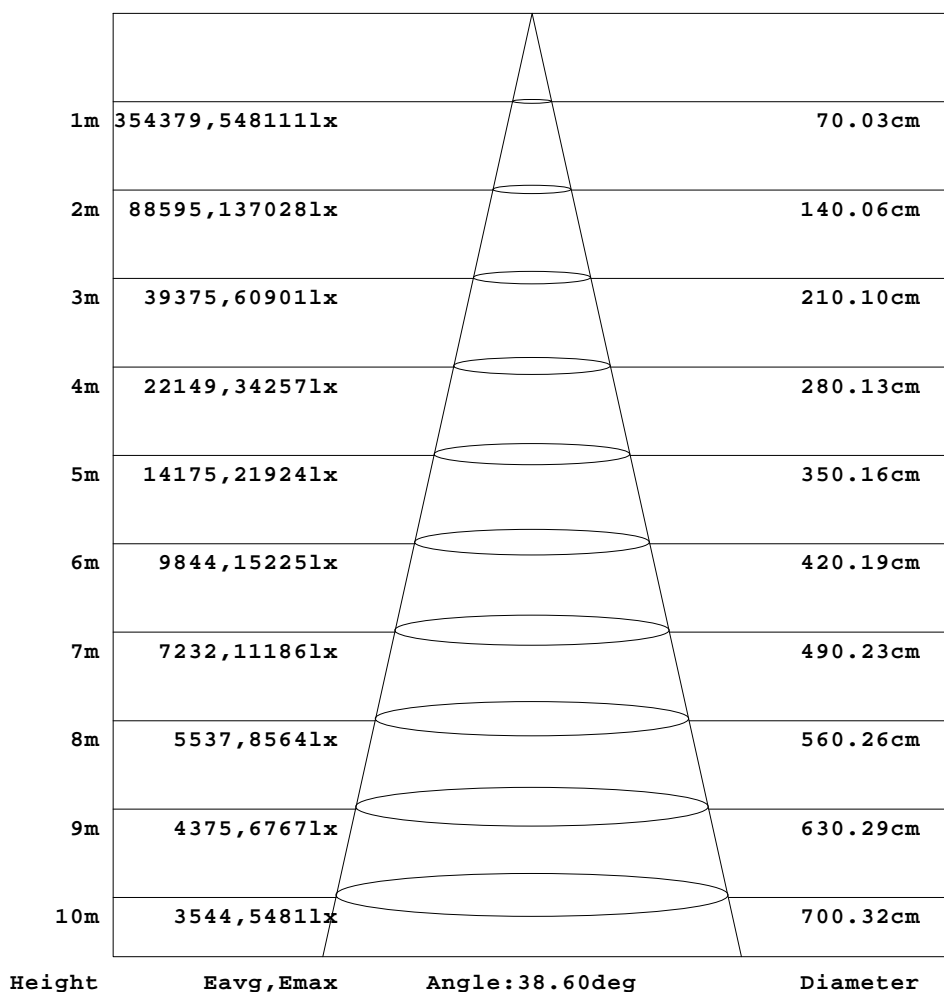 1m 354379,548111lx 70.03cm
2m 88595,137028lx 140.06cm
3m 39375,60901lx 210.10cm
4m 22149,34257lx 280.13cm
5m 14175,21924lx 350.16cm
6m 9844,15225lx 420.19cm
7m 7232,11186lx 490.23cm
8m 5537,8564lx 560.26cm
9m 4375,6767lx 630.29cm
10m 3544,5481lx 700.32cm
Height Eavg,Emax Angle:38.60deg Diameter